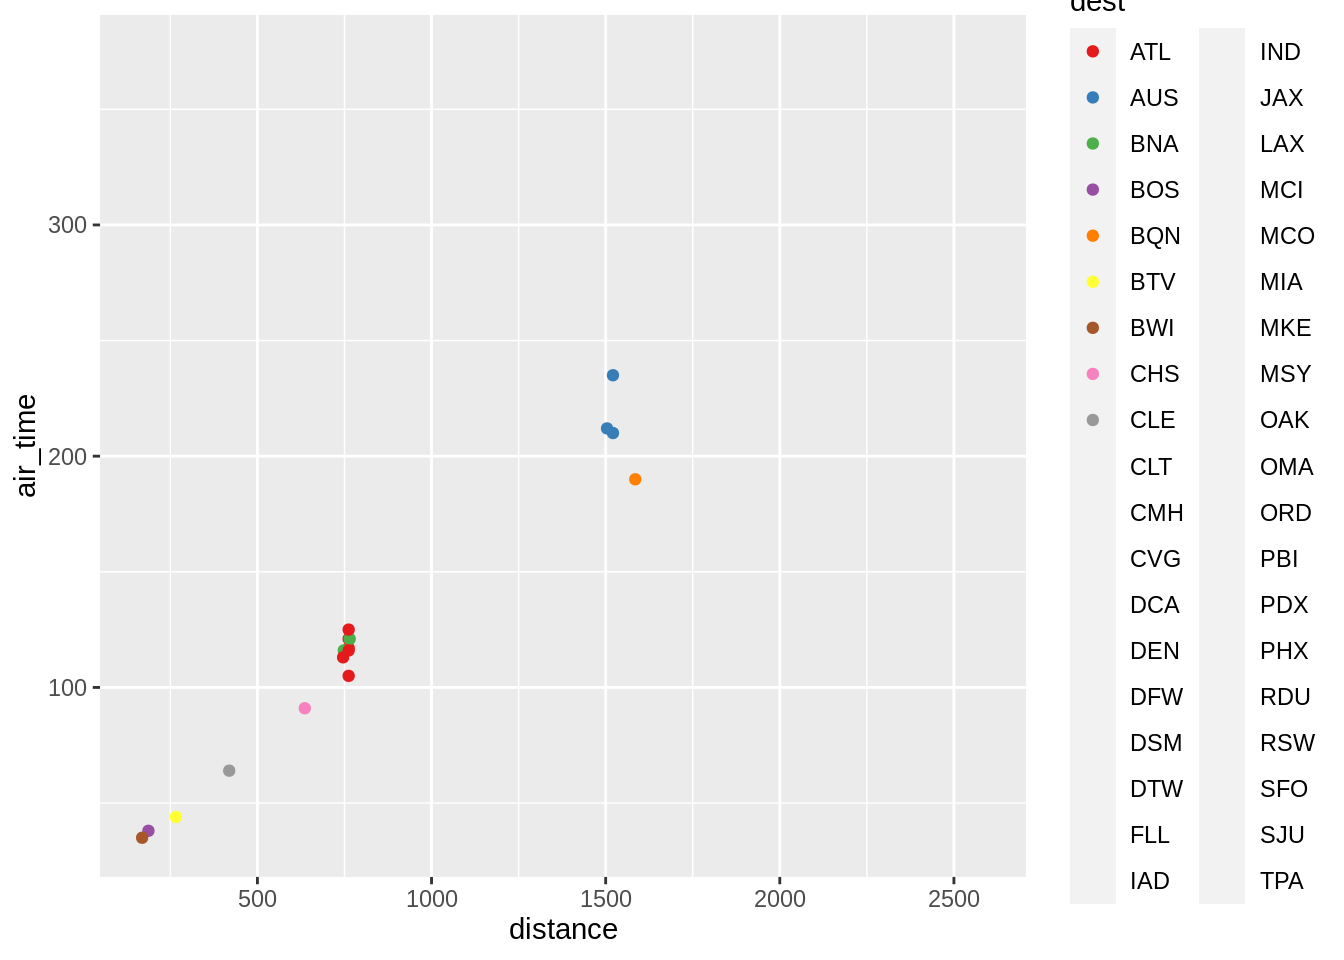 dest
ATL
AUS
BNA
BOS
BQN
BTV
BWI
CHS
CLE
CLT
CMH
CVG
DCA
DEN
DFW
DSM
DTW
FLL
IAD
IND
JAX
LAX
MCI
MCO
MIA
MKE
MSY
OAK
OMA
ORD
PBI
PDX
PHX
RDU
RSW
SFO
SJU
TPA
air_time
300
200
100
500
1000
1500
2000
2500
distance